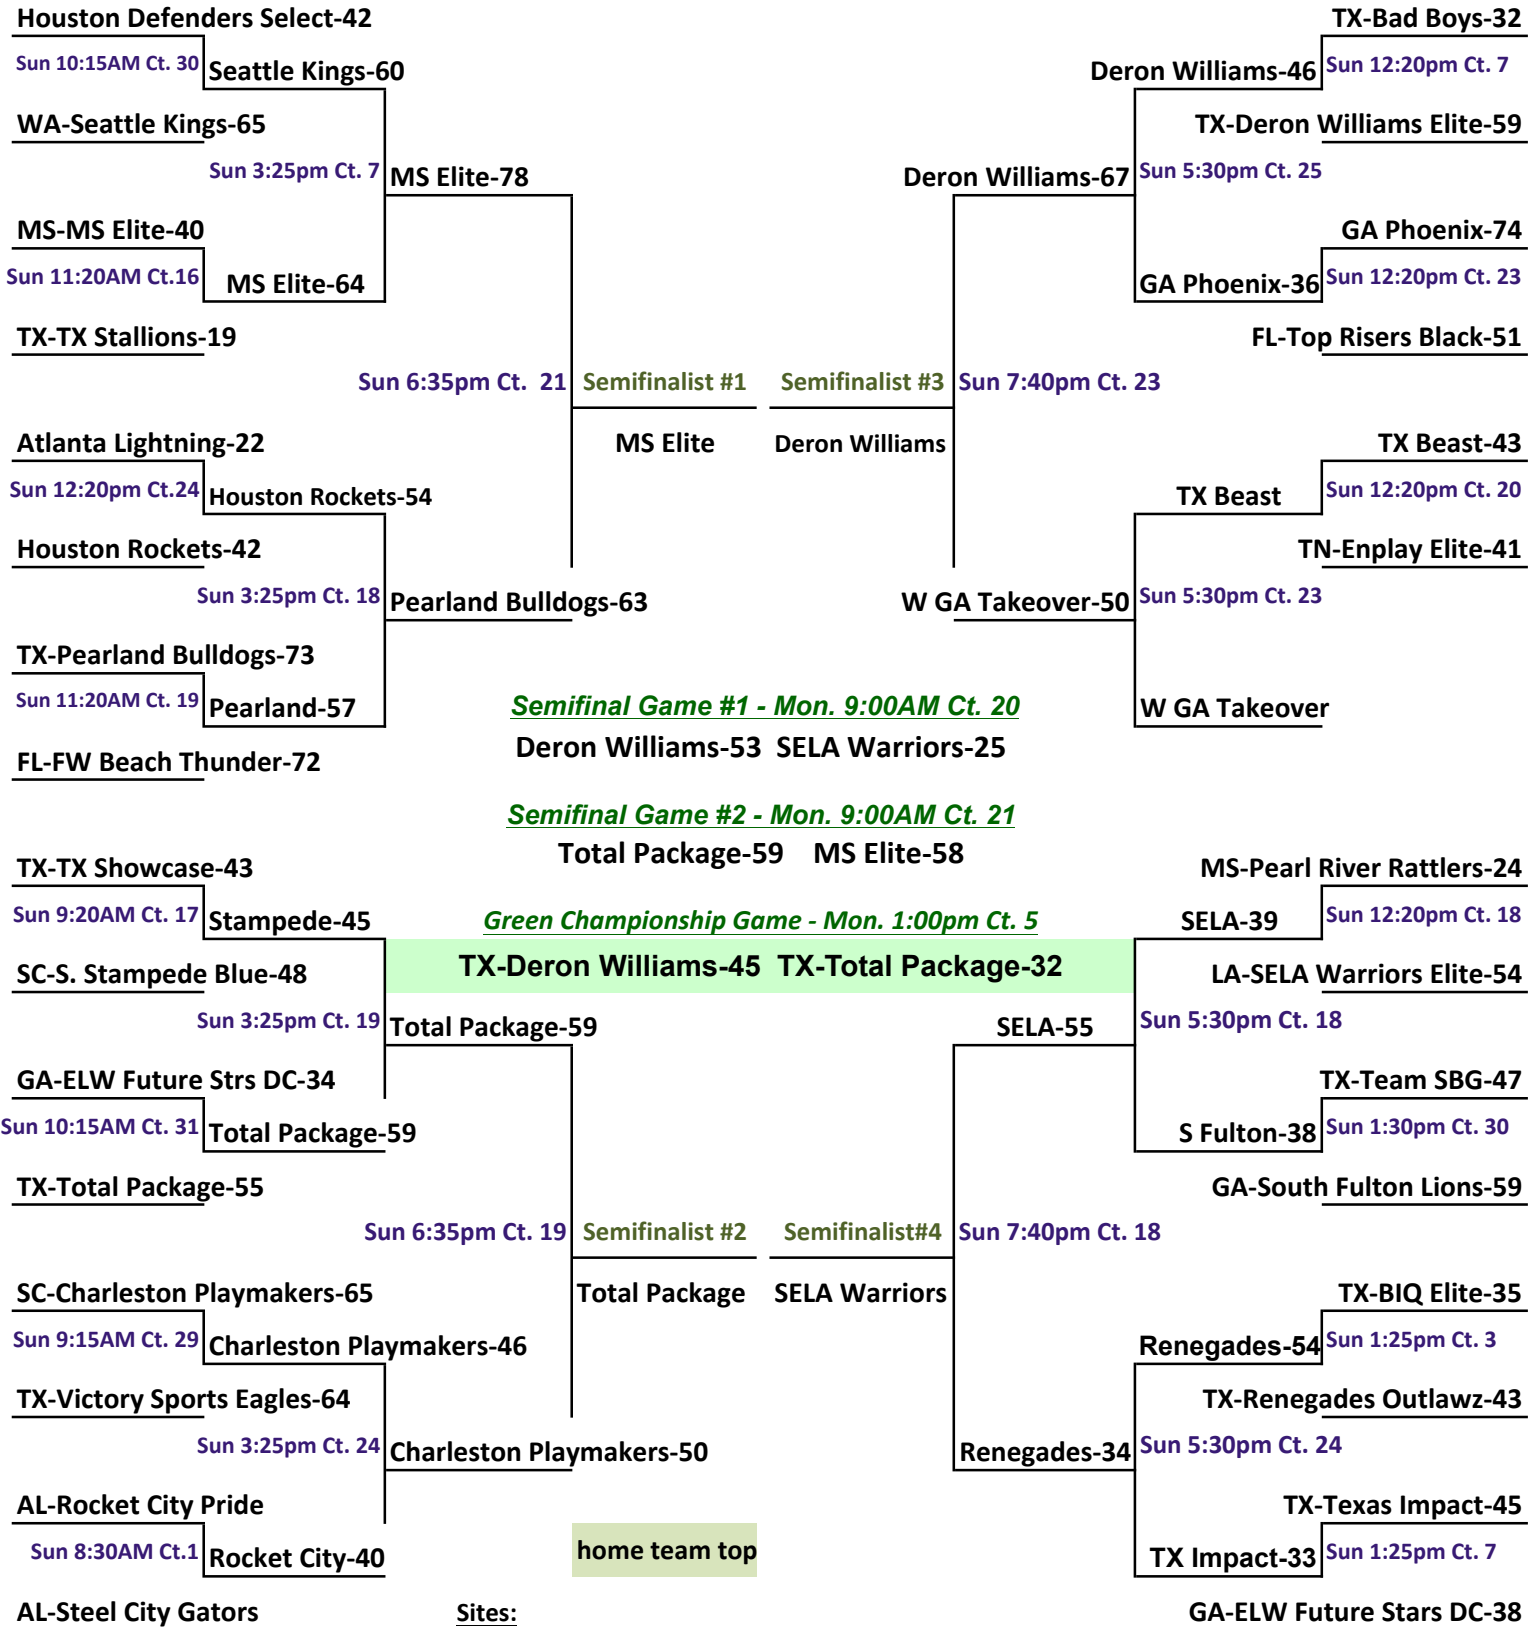 Houston Defenders Select-42
TX-Bad Boys-32
Sun 10:15AM Ct. 30
Seattle Kings-60
Deron Williams-46
Sun 12:20pm Ct. 7
WA-Seattle Kings-65
TX-Deron Williams Elite-59
Sun 3:25pm Ct. 7
MS Elite-78
Deron Williams-67
Sun 5:30pm Ct. 25
MS-MS Elite-40
GA Phoenix-74
Sun 11:20AM Ct.16
MS Elite-64
GA Phoenix-36
Sun 12:20pm Ct. 23
TX-TX Stallions-19
FL-Top Risers Black-51
Sun 6:35pm Ct. 21
Semifinalist #1
Semifinalist #3
Sun 7:40pm Ct. 23
Atlanta Lightning-22
MS Elite
Deron Williams
TX Beast-43
Sun 12:20pm Ct.24
Houston Rockets-54
TX Beast
Sun 12:20pm Ct. 20
Houston Rockets-42
TN-Enplay Elite-41
Sun 3:25pm Ct. 18
Pearland Bulldogs-63
W GA Takeover-50
Sun 5:30pm Ct. 23
TX-Pearland Bulldogs-73
Sun 11:20AM Ct. 19
Pearland-57
Semifinal Game #1 - Mon. 9:00AM Ct. 20
W GA Takeover
Deron Williams-53 SELA Warriors-25
FL-FW Beach Thunder-72
Semifinal Game #2 - Mon. 9:00AM Ct. 21
Total Package-59 MS Elite-58
TX-TX Showcase-43
MS-Pearl River Rattlers-24
Sun 9:20AM Ct. 17
Stampede-45
Green Championship Game - Mon. 1:00pm Ct. 5
SELA-39
Sun 12:20pm Ct. 18
SC-S. Stampede Blue-48
TX-Deron Williams-45 TX-Total Package-32
LA-SELA Warriors Elite-54
Sun 3:25pm Ct. 19
Total Package-59
SELA-55
Sun 5:30pm Ct. 18
GA-ELW Future Strs DC-34
TX-Team SBG-47
Sun 10:15AM Ct. 31
Total Package-59
S Fulton-38
Sun 1:30pm Ct. 30
TX-Total Package-55
GA-South Fulton Lions-59
Sun 6:35pm Ct. 19
Semifinalist #2
Semifinalist#4
Sun 7:40pm Ct. 18
SC-Charleston Playmakers-65
Total Package
SELA Warriors
TX-BIQ Elite-35
Sun 9:15AM Ct. 29
Charleston Playmakers-46
Renegades-54
Sun 1:25pm Ct. 3
TX-Victory Sports Eagles-64
TX-Renegades Outlawz-43
Sun 3:25pm Ct. 24
Charleston Playmakers-50
Renegades-34
Sun 5:30pm Ct. 24
AL-Rocket City Pride
TX-Texas Impact-45
Sun 8:30AM Ct.1
Rocket City-40
home team top
TX Impact-33
Sun 1:25pm Ct. 7
AL-Steel City Gators
Sites:
GA-ELW Future Stars DC-38